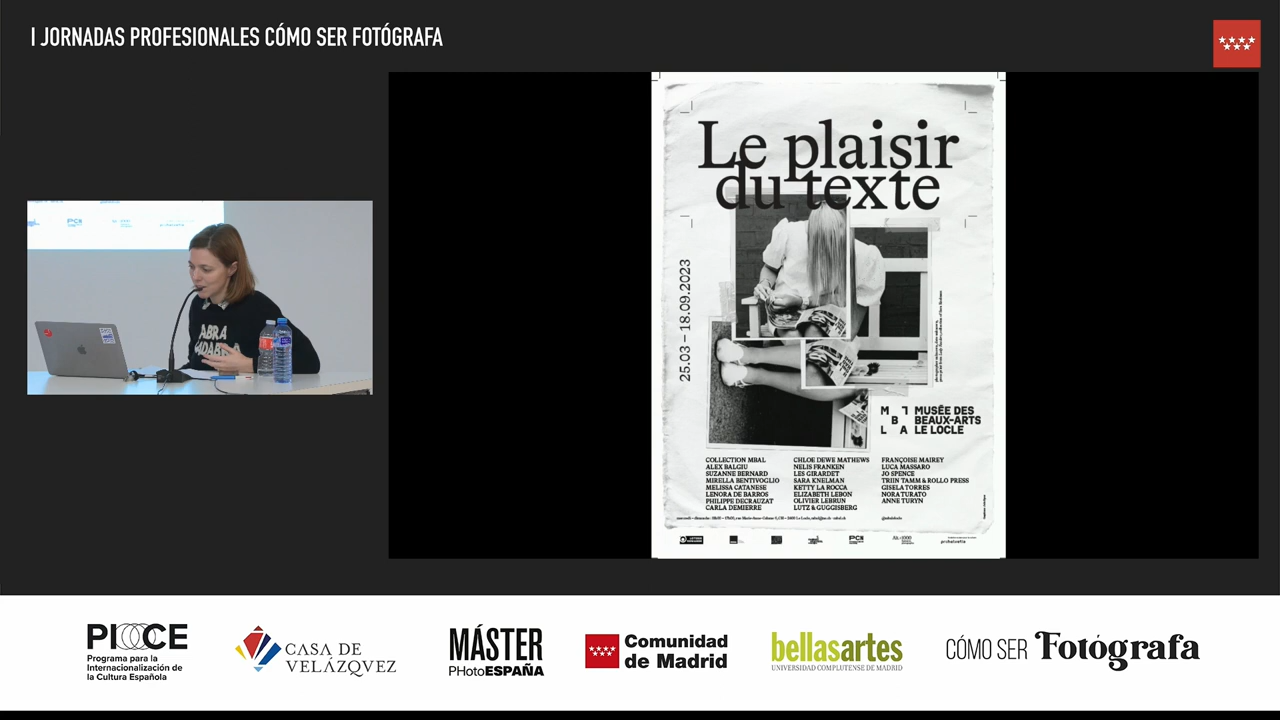 I JORNADAS PROFESIONALES CÓMO SER FOTÓGRAFA
Le plaisir
du texte
25.03 – 18.09.2023
M B L A
MUSÉE DES
BEAUX-ARTS
LE LOCLE
COLLECTION MBAL
ALEX BALGIU
SUZANNE BERNARD
MIRELLA BENTIVOGLIO
MELISSA CATANESE
LENORA DE BARROS
PHILIPPE DECRAUZAT
CARLA DEMIERRE
CHLOE DEWE MATHEWS
NELIS FRANKEN
LES GIRARDET
SARA KNELMAN
KETTY LA ROCCA
ELIZABETH LEBON
OLIVIER LEBRUN
LUTZ & GUGGISBERG
FRANÇOISE MAIREY
LUCA MASSARO
JO SPENCE
TRIIN TAMM & ROLLO PRESS
GISELA TORRES
NORA TURATO
ANNE TURYN
prohelvetia
ABRA
PICE
Programa para la
Internacionalización de
la Cultura Española
CASA DE
VELÁZQVEZ
MÁSTER
PHotoESPAÑA
Comunidad
de Madrid
bellasartes
UNIVERSIDAD COMPLUTENSE DE MADRID
CÓMO SER Fotógrafa